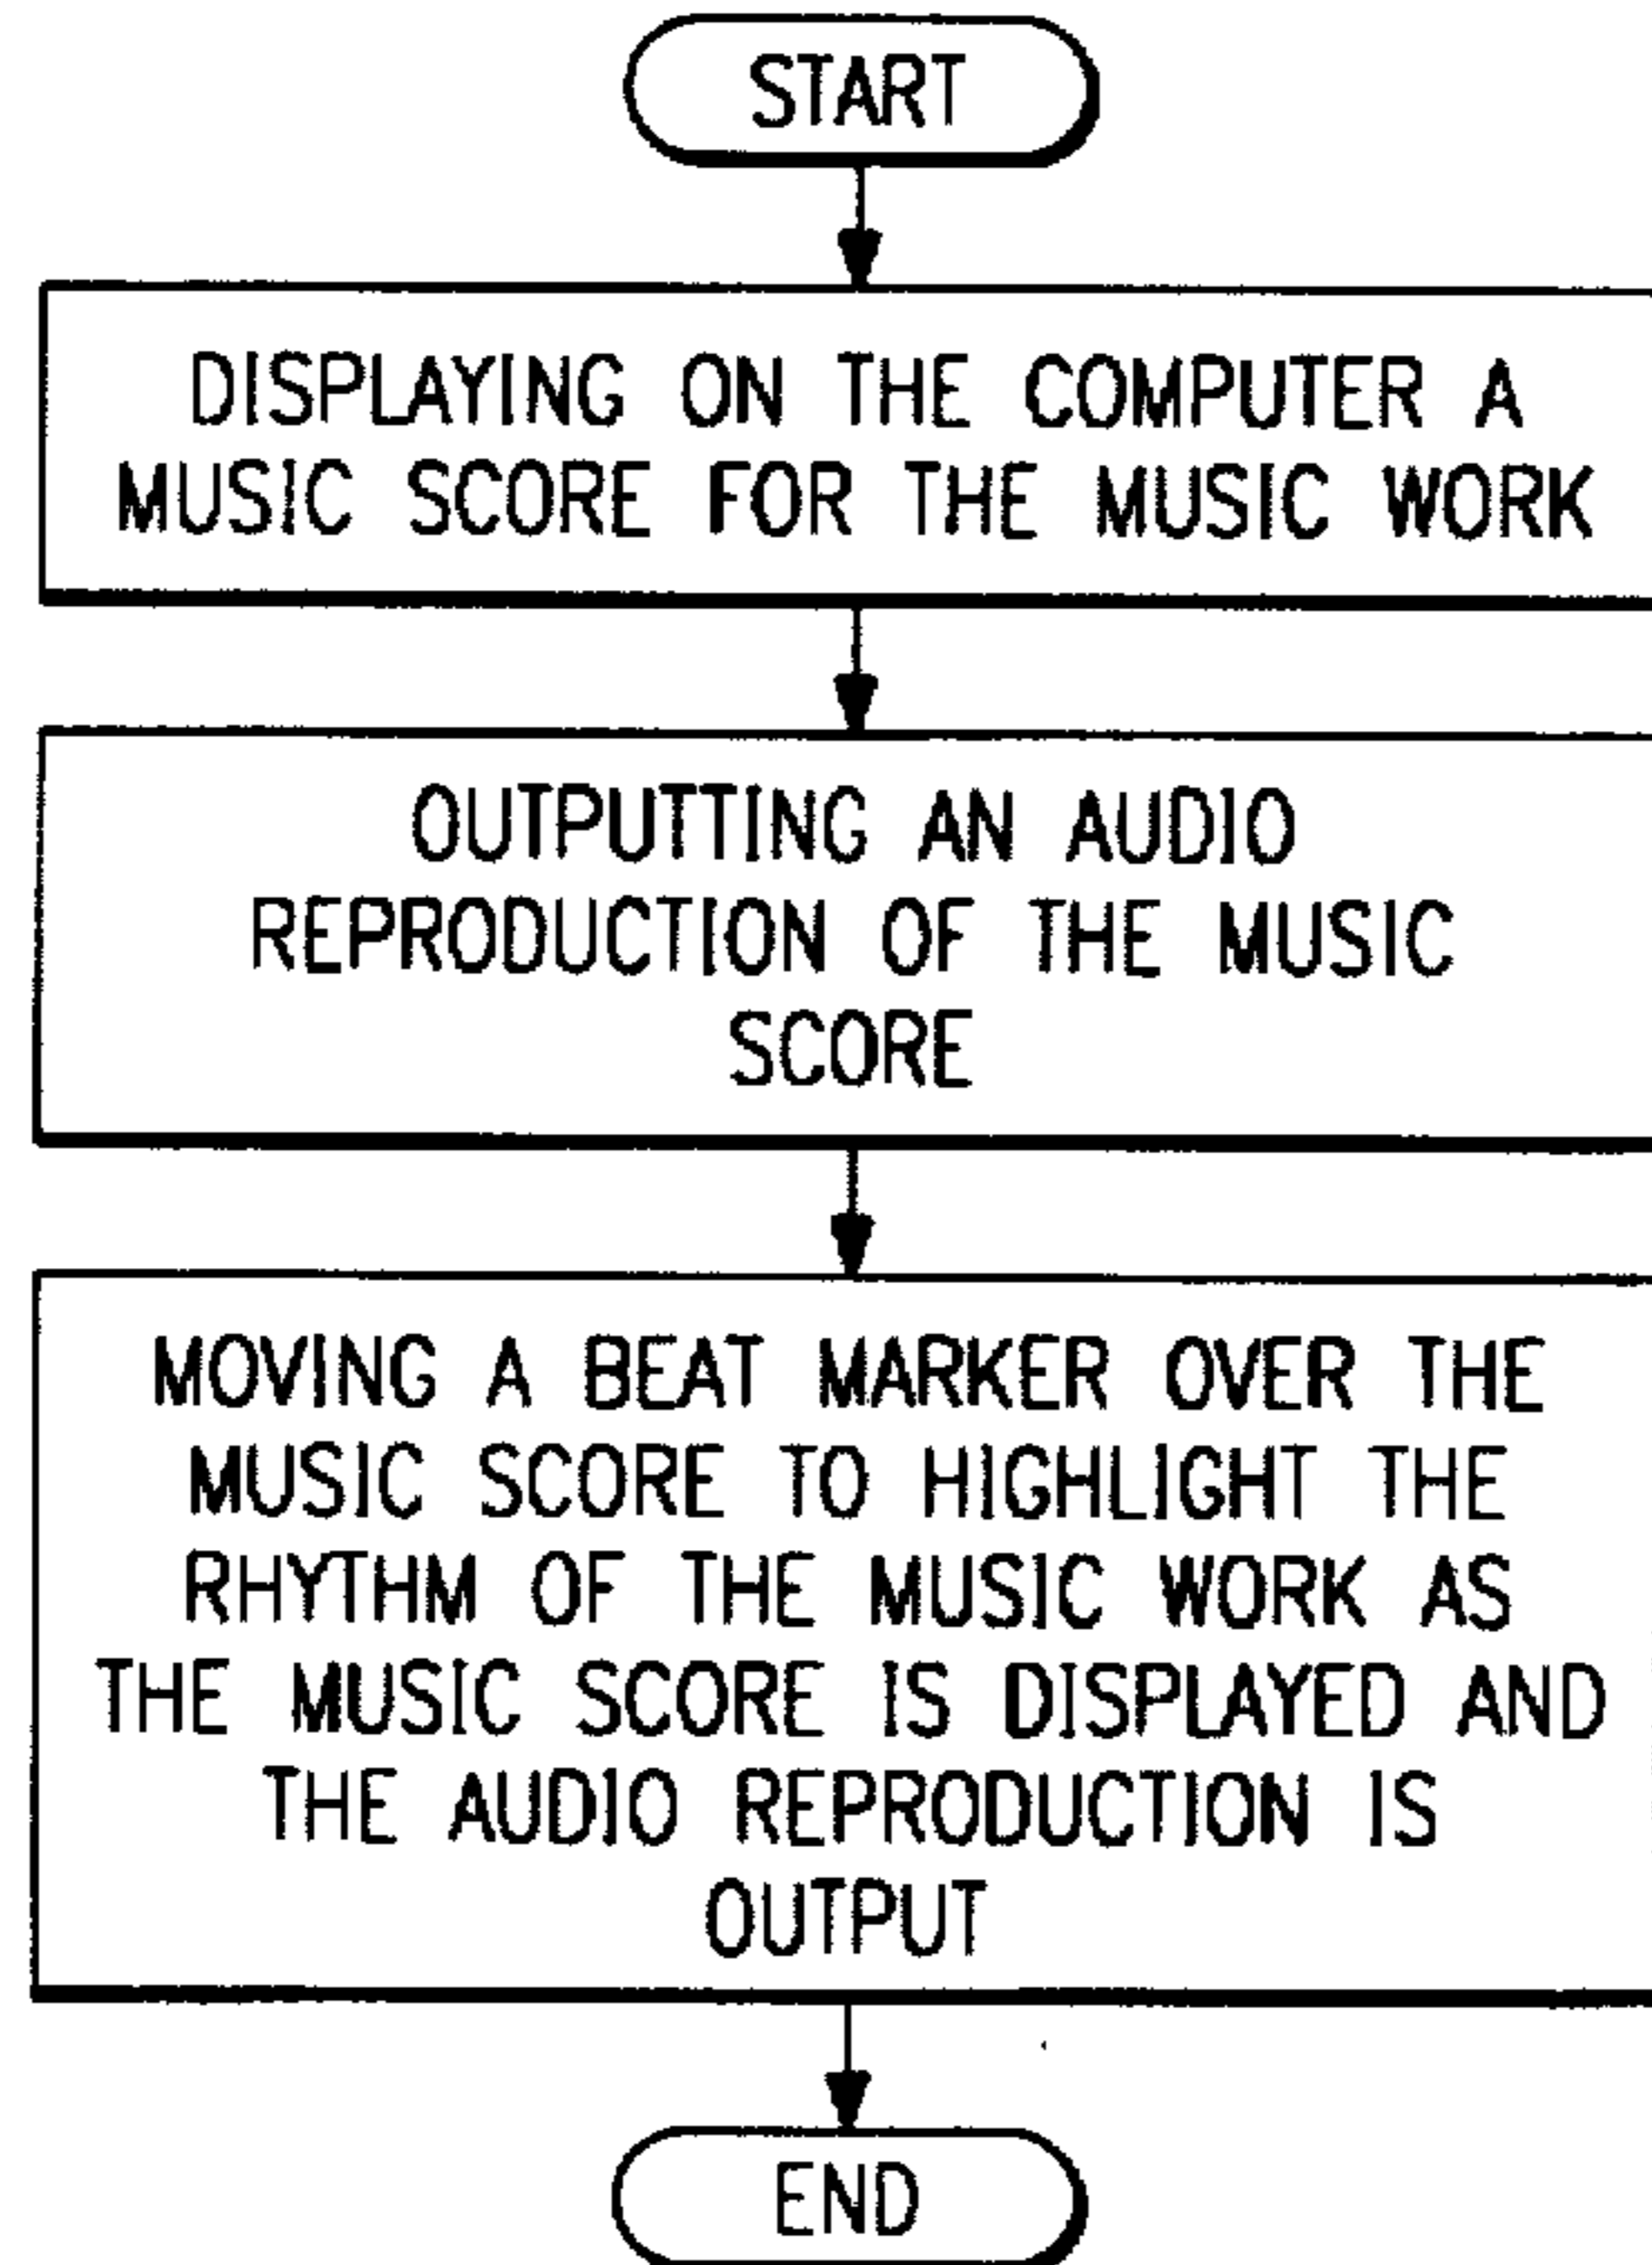 START
DISPLAYING ON THE COMPUTER A
MUSIC SCORE FOR THE MUSIC WORK
OUTPUTTING AN AUDIO
REPRODUCTION OF THE MUSIC
SCORE
MOVING A BEAT MARKER OVER THE
MUSIC SCORE TO HIGHLIGHT THE
RHYTHM OF THE MUSIC WORK AS
THE MUSIC SCORE IS DISPLAYED AND
THE AUDIO REPRODUCTION IS
OUTPUT
END